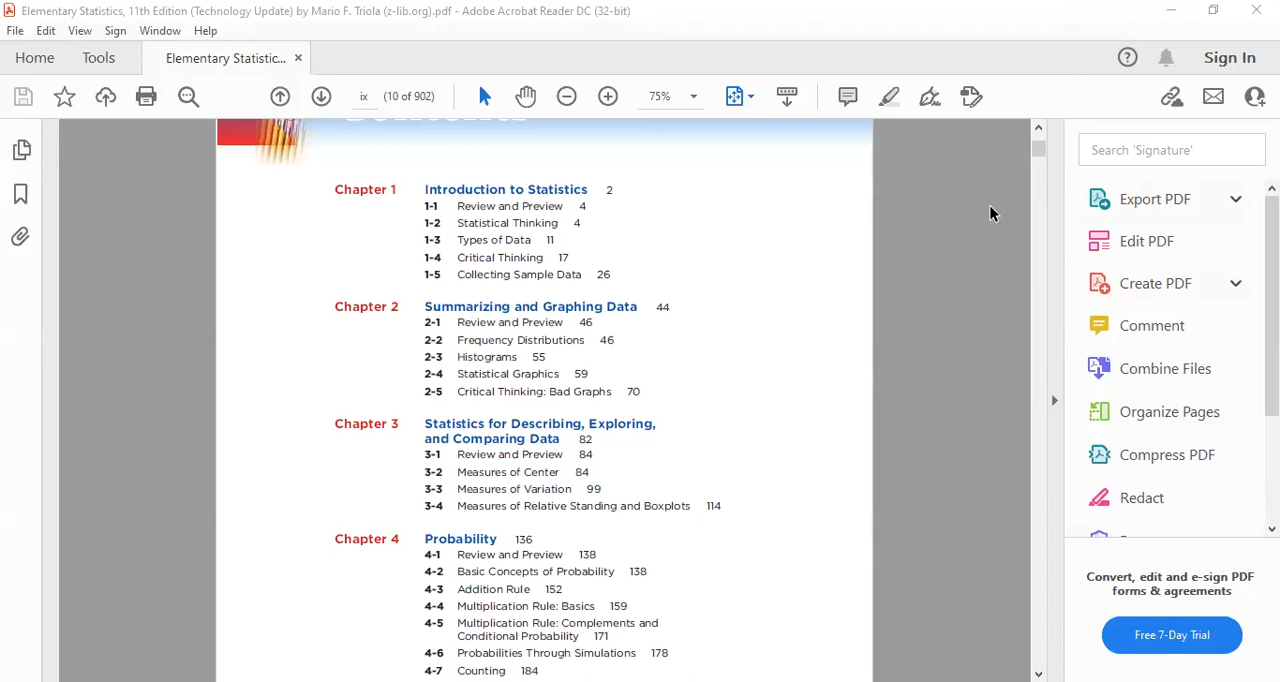 Elementary Statistics, 11th Edition (Technology Update) by Mario F. Triola (z-lib.org).pdf - Adobe Acrobat Reader DC (32-bit)
File Edit View Sign Window Help
Home Tools Elementary Statistic... × Sign In
ix (10 of 902) 75%
Search 'Signature'
Export PDF
Edit PDF
Create PDF
Comment
Combine Files
Organize Pages
Compress PDF
Redact
Convert, edit and e-sign PDF
forms & agreements
Free 7-Day Trial
Chapter 1 Introduction to Statistics 2
1-1 Review and Preview 4
1-2 Statistical Thinking 4
1-3 Types of Data 11
1-4 Critical Thinking 17
1-5 Collecting Sample Data 26
Chapter 2 Summarizing and Graphing Data 44
2-1 Review and Preview 46
2-2 Frequency Distributions 46
2-3 Histograms 55
2-4 Statistical Graphics 59
2-5 Critical Thinking: Bad Graphs 70
Chapter 3 Statistics for Describing, Exploring,
and Comparing Data 82
3-1 Review and Preview 84
3-2 Measures of Center 84
3-3 Measures of Variation 99
3-4 Measures of Relative Standing and Boxplots 114
Chapter 4 Probability 136
4-1 Review and Preview 138
4-2 Basic Concepts of Probability 138
4-3 Addition Rule 152
4-4 Multiplication Rule: Basics 159
4-5 Multiplication Rule: Complements and
Conditional Probability 171
4-6 Probabilities Through Simulations 178
4-7 Counting 184